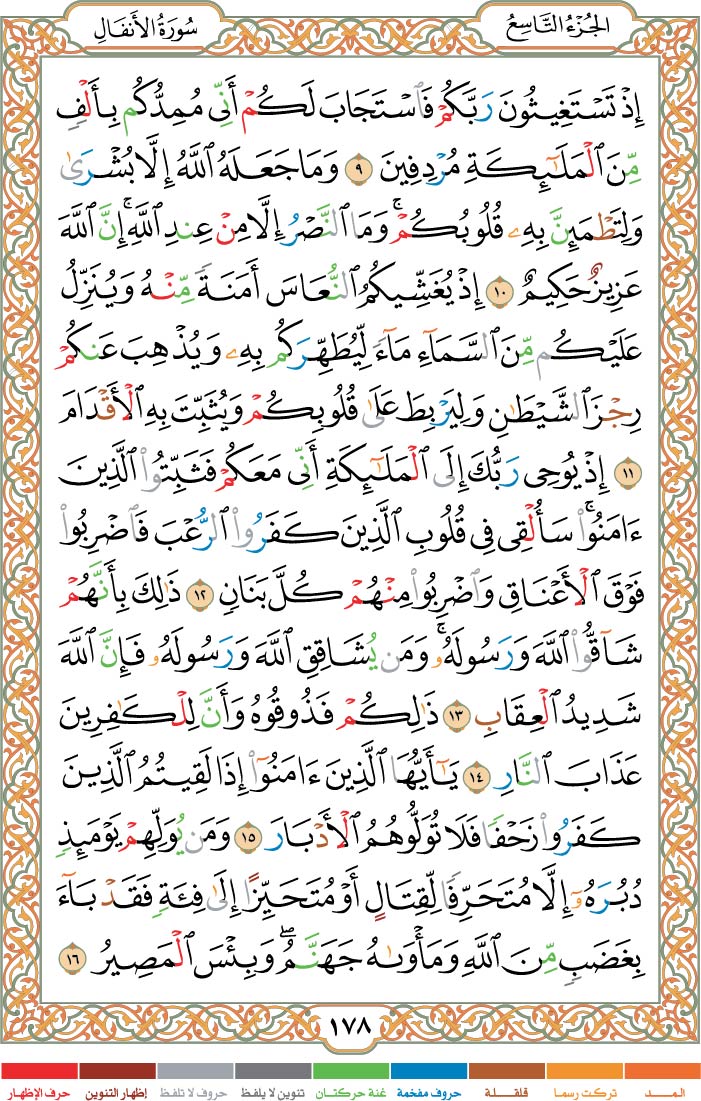 الجُزْءُ التَّاسِعُ
سُورَةُ الأَنفَالِ
إِذْ تَسْتَغِيثُونَ رَبَّكُمْ فَٱسْتَجَابَ لَكُمْ أَنِّى مُمِدُّكُم بِأَلْفٍ
مِّنَ ٱلْمَلَٰٓئِكَةِ مُرْدِفِينَ ٩ وَمَا جَعَلَهُ ٱللَّهُ إِلَّا بُشْرَىٰ
وَلِتَطْمَئِنَّ بِهِۦ قُلُوبُكُمْ ۚ وَمَا ٱلنَّصْرُ إِلَّا مِنْ عِندِ ٱللَّهِ ۚ إِنَّ ٱللَّهَ
عَزِيزٌ حَكِيمٌ ١٠ إِذْ يُغَشِّيكُمُ ٱلنُّعَاسَ أَمَنَةً مِّنْهُ وَيُنَزِّلُ
عَلَيْكُم مِّنَ ٱلسَّمَآءِ مَآءً لِّيُطَهِّرَكُم بِهِۦ وَيُذْهِبَ عَنكُمْ
رِجْزَ ٱلشَّيْطَٰنِ وَلِيَرْبِطَ عَلَىٰ قُلُوبِكُمْ وَيُثَبِّتَ بِهِ ٱلْأَقْدَامَ
١١ إِذْ يُوحِى رَبُّكَ إِلَى ٱلْمَلَٰٓئِكَةِ أَنِّى مَعَكُمْ فَثَبِّتُوا۟ ٱلَّذِينَ
ءَامَنُوا۟ ۚ سَأُلْقِى فِى قُلُوبِ ٱلَّذِينَ كَفَرُوا۟ ٱلرُّعْبَ فَٱضْرِبُوا۟
فَوْقَ ٱلْأَعْنَاقِ وَٱضْرِبُوا۟ مِنْهُمْ كُلَّ بَنَانٍ ١٢ ذَٰلِكَ بِأَنَّهُمْ
شَآقُّوا۟ ٱللَّهَ وَرَسُولَهُۥ ۚ وَمَن يُشَاقِقِ ٱللَّهَ وَرَسُولَهُۥ فَإِنَّ ٱللَّهَ
شَدِيدُ ٱلْعِقَابِ ١٣ ذَٰلِكُمْ فَذُوقُوهُ وَأَنَّ لِلْكَٰفِرِينَ
عَذَابَ ٱلنَّارِ ١٤ يَٰٓأَيُّهَا ٱلَّذِينَ ءَامَنُوٓا۟ إِذَا لَقِيتُمُ ٱلَّذِينَ
كَفَرُوا۟ زَحْفًا فَلَا تُوَلُّوهُمُ ٱلْأَدْبَارَ ١٥ وَمَن يُوَلِّهِمْ يَوْمَئِذٍ
دُبُرَهُۥٓ إِلَّا مُتَحَرِّفًا لِّقِتَالٍ أَوْ مُتَحَيِّزًا إِلَىٰ فِئَةٍ فَقَدْ بَآءَ
بِغَضَبٍ مِّنَ ٱللَّهِ وَمَأْوَىٰهُ جَهَنَّمُ ۖ وَبِئْسَ ٱلْمَصِيرُ ١٦
١٧٨
المــد تركت رسما قلقلة حروف مفخمة غنة حركتان تنوين لا يلفظ حروف لا تلفظ إظهار التنوين حرف الإظهار